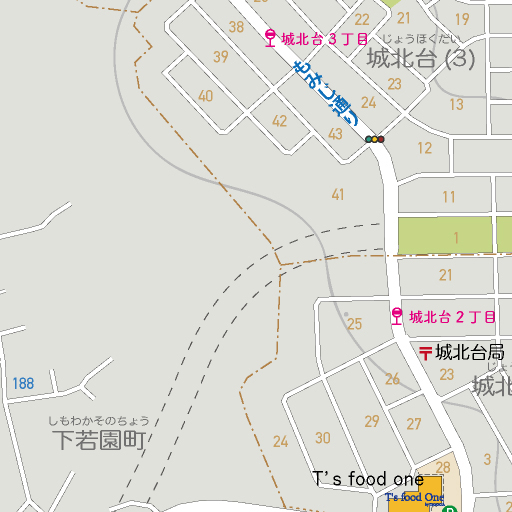 38
22
21
19
20
城北台3丁目
じょうほくだい
城北台 (3)
39
もみじ通り
23
40
24
13
42
43
12
41
11
1
21
25
城北台2丁目
城北台局
23
じょ
城北
26
188
しもわかそのちょう
下若園町
29
27
24
30
3
28
T's food one
T's food One
P